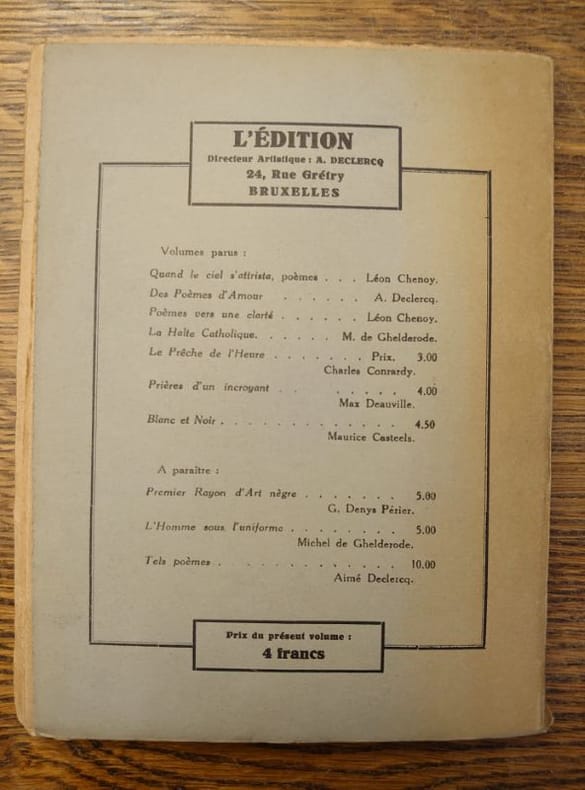 L'ÉDITION
Directeur Artistique : A. DECLERCQ
24, Rue Grétry
BRUXELLES
Volumes parus :
Quand le ciel s'attrista, poèmes . . . Léon Chenoy.
Des Poèmes d'Amour . . . . . . A. Declercq.
Poèmes vers une clarté . . . . . . Léon Chenoy.
La Halte Catholique. . . . . . M. de Ghelderode.
Le Prêche de l'Heure . . . . . . . Prix. 3.00
Charles Conrardy.
Prières d'un incroyant . . . . . . . 4.00
Max Deauville.
Blanc et Noir . . . . . . . . . . . . . 4.50
Maurice Casteels.
A paraître :
Premier Rayon d'Art nègre . . . . . . . 5.00
G. Denys Périer.
L'Homme sous l'uniforme . . . . . . . . 5.00
Michel de Ghelderode.
Tels poèmes . . . . . . . . . . . . 10.00
Aimé Declercq.
Prix du présent volume :
4 francs